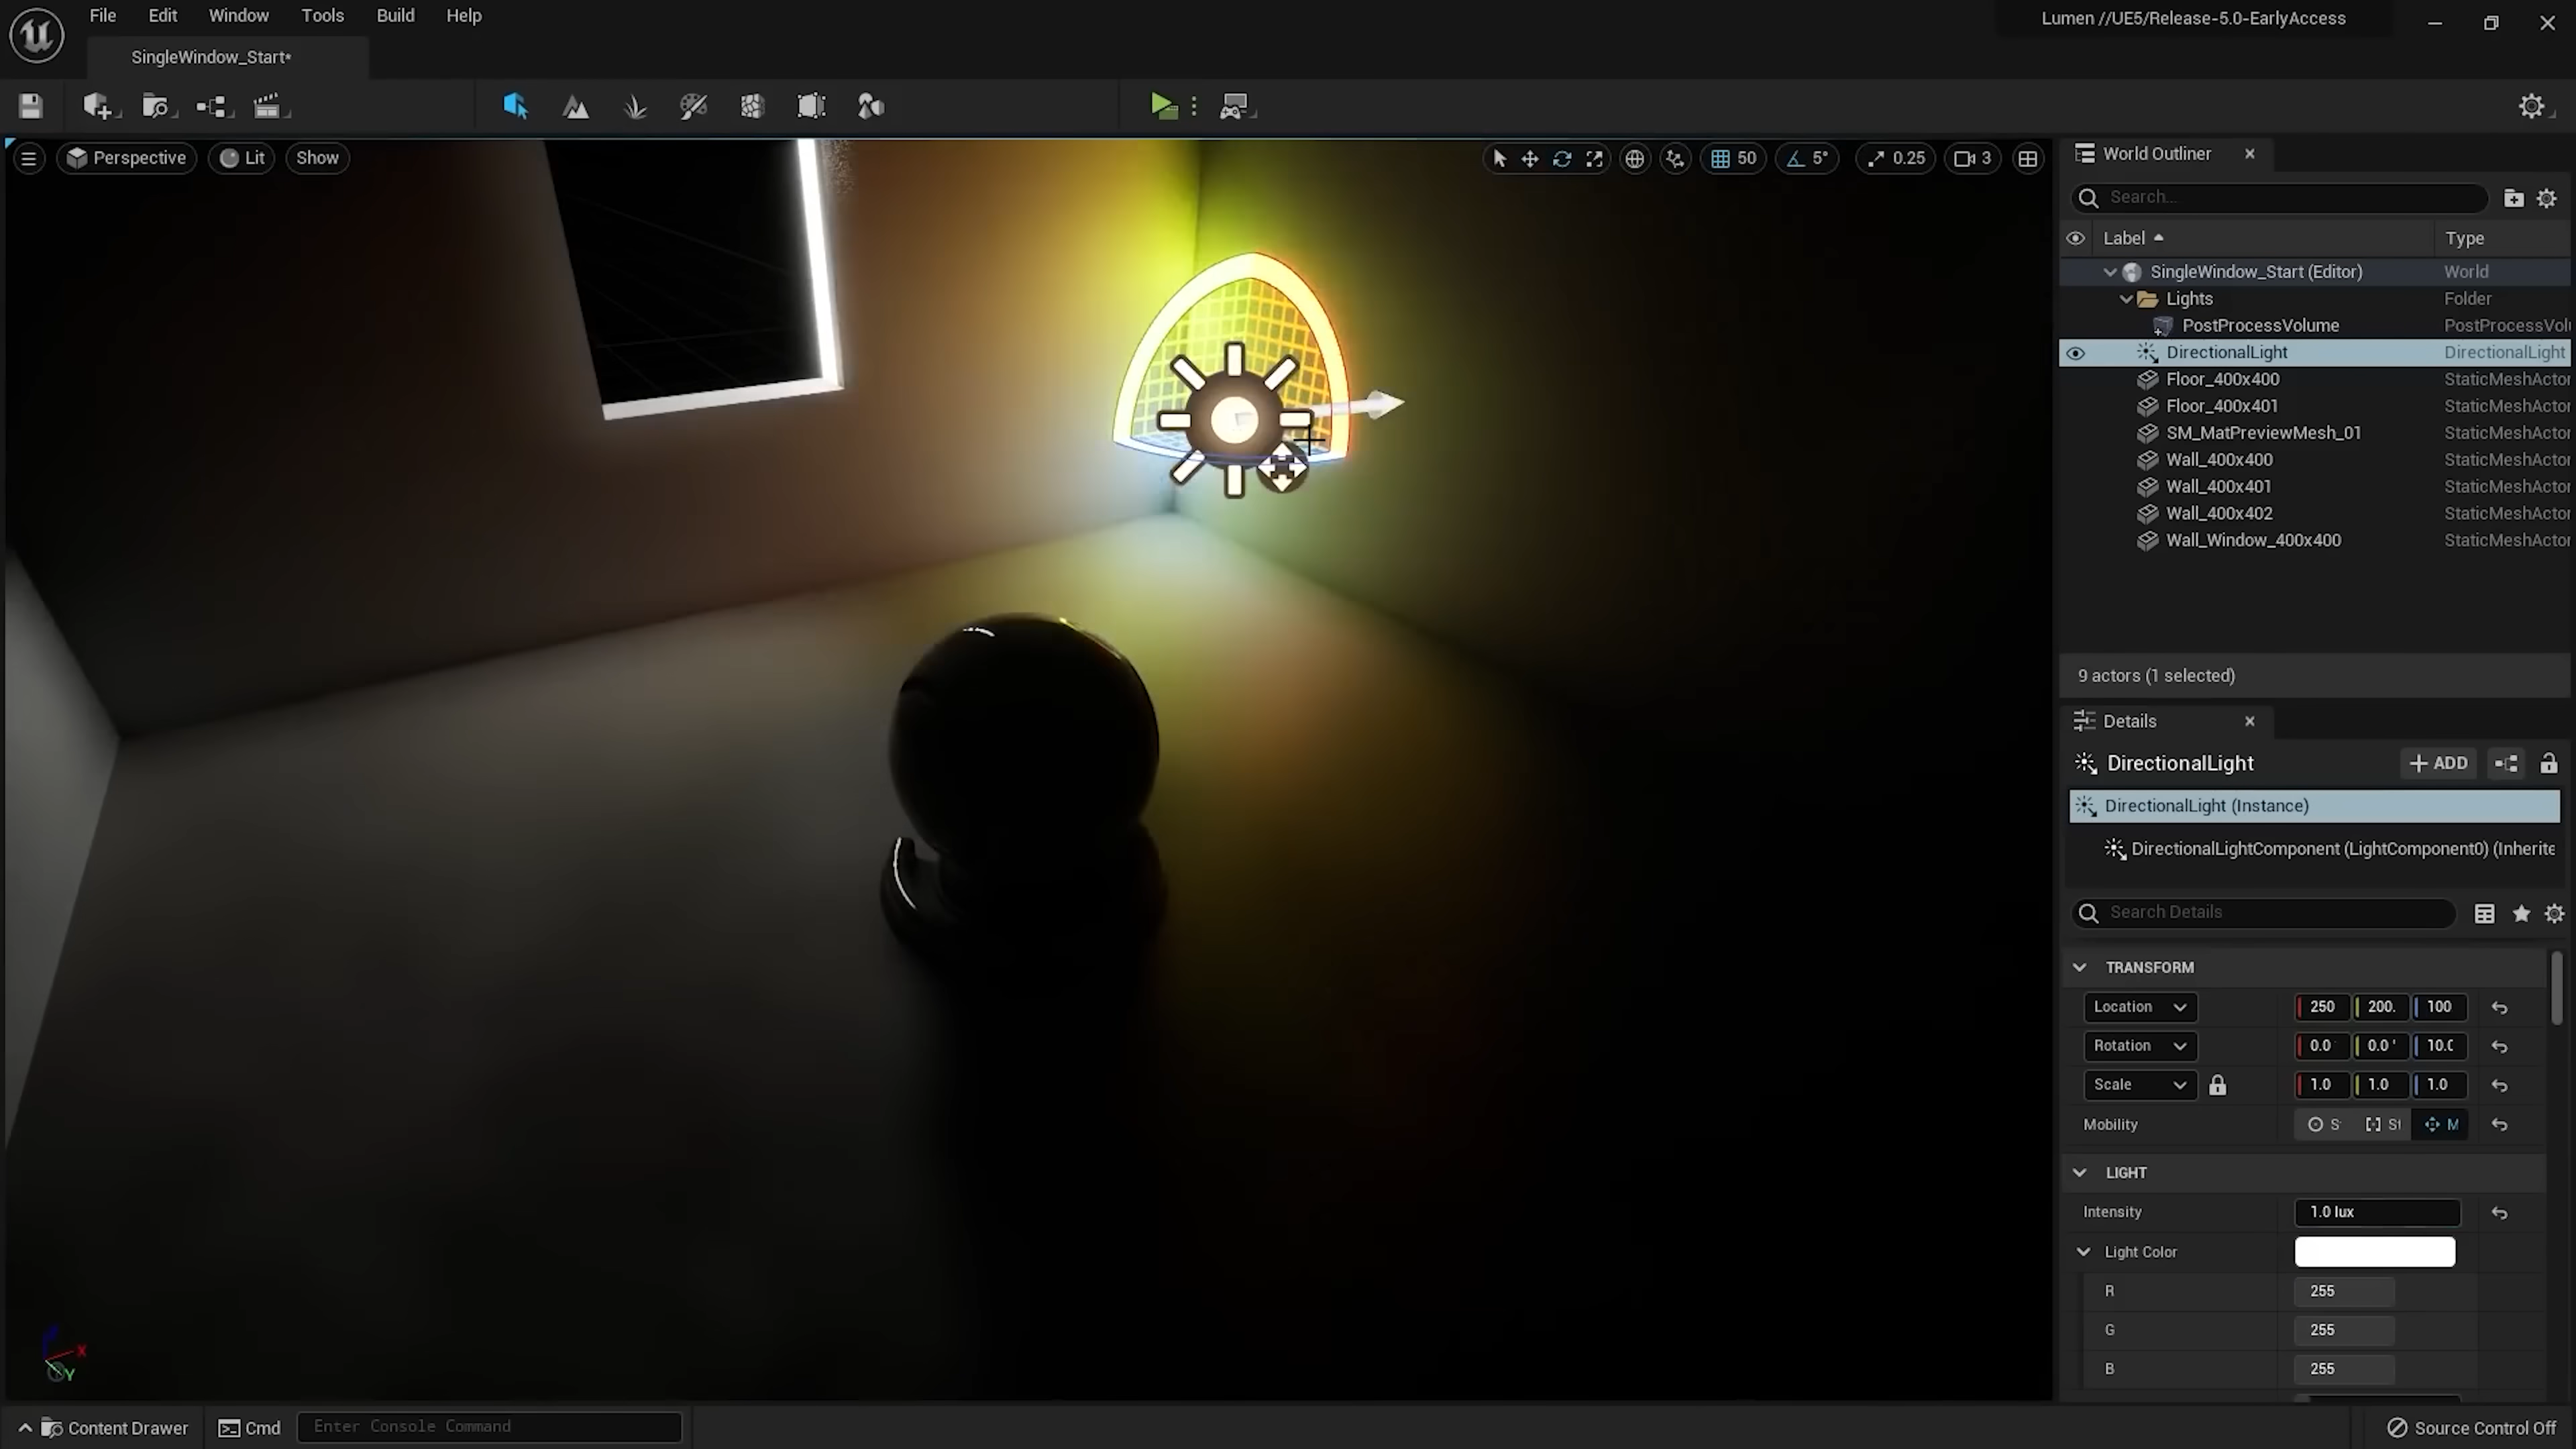 File Edit Window Tools Build Help
Lumen //UE5/Release-5.0-EarlyAccess
SingleWindow_Start*
Perspective Lit Show
50 5° 0.25 3
World Outliner
Search...
Label Type
SingleWindow_Start (Editor) World
Lights Folder
PostProcessVolume PostProcessVol
DirectionalLight DirectionalLight
Floor_400x400 StaticMeshActor
Floor_400x401 StaticMeshActor
SM_MatPreviewMesh_01 StaticMeshActor
Wall_400x400 StaticMeshActor
Wall_400x401 StaticMeshActor
Wall_400x402 StaticMeshActor
Wall_Window_400x400 StaticMeshActor
9 actors (1 selected)
Details
DirectionalLight + ADD
DirectionalLight (Instance)
DirectionalLightComponent (LightComponent0) (Inherite
Search Details
TRANSFORM
Location 250 200. 100
Rotation 0.0 0.0 10.0
Scale 1.0 1.0 1.0
Mobility S St M
LIGHT
Intensity 1.0 lux
Light Color
R 255
G 255
B 255
X
Y
Content Drawer Cmd Enter Console Command Source Control Off